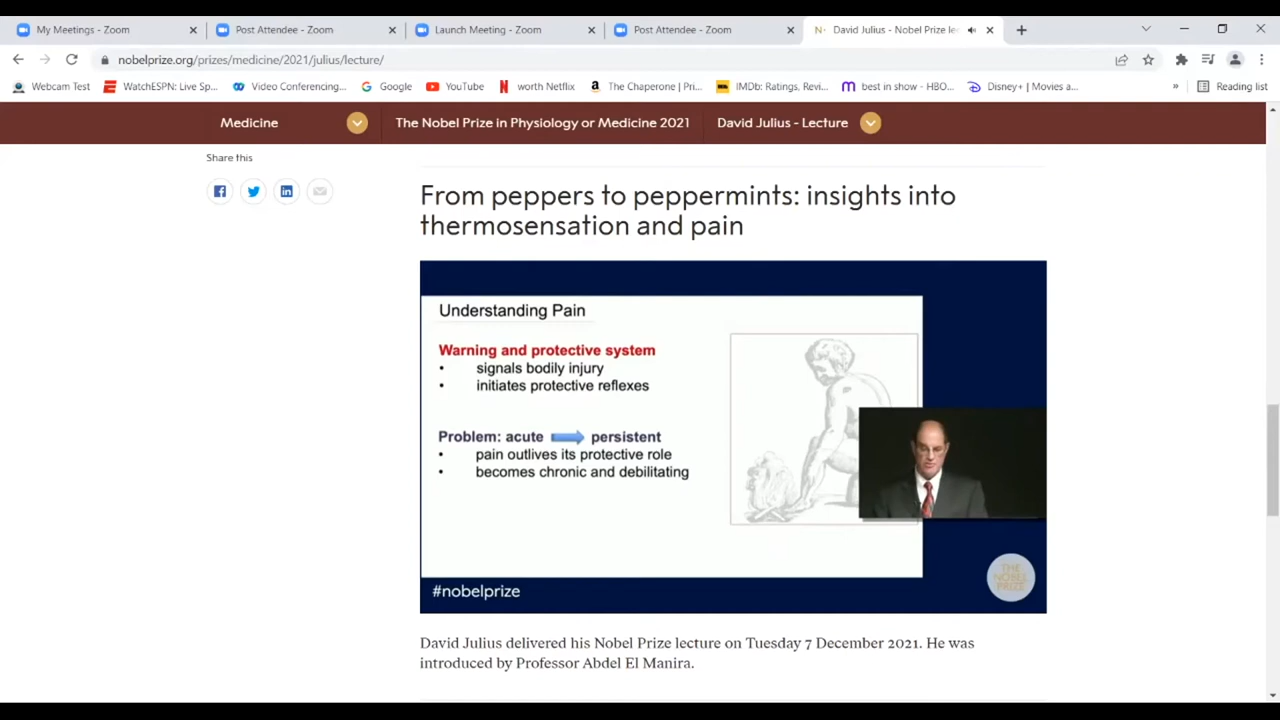 My Meetings - Zoom
Post Attendee - Zoom
Launch Meeting - Zoom
Post Attendee - Zoom
David Julius - Nobel Prize le
nobelprize.org/prizes/medicine/2021/julius/lecture/
Webcam Test
WatchESPN: Live Sp...
Video Conferencing...
Google
YouTube
worth Netflix
The Chaperone | Pri...
IMDb: Ratings, Revi...
best in show - HBO...
Disney+ | Movies a...
»
Reading list
Medicine
The Nobel Prize in Physiology or Medicine 2021
David Julius - Lecture
Share this
From peppers to peppermints: insights into
thermosensation and pain
Understanding Pain
Warning and protective system
• signals bodily injury
• initiates protective reflexes
Problem: acute persistent
• pain outlives its protective role
• becomes chronic and debilitating
#nobelprize
THE
NOBEL
PRIZE
David Julius delivered his Nobel Prize lecture on Tuesday 7 December 2021. He was
introduced by Professor Abdel El Manira.